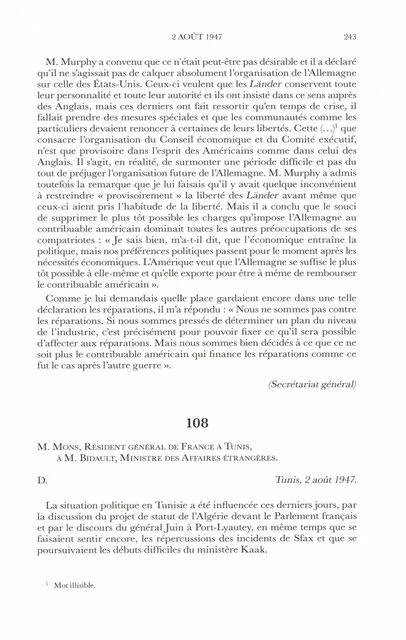 2 AOÛT 1947 243
M. Murphy a convenu que ce n'était peut-être pas désirable et il a déclaré
qu'il ne s'agissait pas de calquer absolument l'organisation de l'Allemagne
sur celle des États-Unis. Ceux-ci veulent que les Länder conservent toute
leur personnalité et toute leur autorité et ils ont insisté dans ce sens auprès
des Anglais, mais ces derniers ont fait ressortir qu'en temps de crise, il
fallait prendre des mesures spéciales et que les communautés comme les
particuliers devaient renoncer à certaines de leurs libertés. Cette (...)¹ que
consacre l'organisation du Conseil économique et du Comité exécutif,
n'est que provisoire dans l'esprit des Américains comme dans celui des
Anglais. Il s'agit, en réalité, de surmonter une période difficile et pas du
tout de préjuger l'organisation future de l'Allemagne. M. Murphy a admis
toutefois la remarque que je lui faisais qu'il y avait quelque inconvénient
à restreindre « provisoirement » la liberté des Länder avant même que
ceux-ci aient pris l'habitude de la liberté. Mais il a conclu que le souci
de supprimer le plus tôt possible les charges qu'impose l'Allemagne au
contribuable américain dominait toutes les autres préoccupations de ses
compatriotes : « Je sais bien, m'a-t-il dit, que l'économique entraîne la
politique, mais nos préférences politiques passent pour le moment après les
nécessités économiques. L'Amérique veut que l'Allemagne se suffise le plus
tôt possible à elle-même et qu'elle exporte pour être à même de rembourser
le contribuable américain ».
Comme je lui demandais quelle place gardaient encore dans une telle
déclaration les réparations, il m'a répondu : « Nous ne sommes pas contre
les réparations. Si nous sommes pressés de déterminer un plan du niveau
de l'industrie, c'est précisément pour pouvoir fixer ce qu'il sera possible
d'affecter aux réparations. Mais nous sommes bien décidés à ce que ce ne
soit plus le contribuable américain qui finance les réparations comme ce
fut le cas après l'autre guerre ».
(Secrétariat général)
108
M. MONS, RÉSIDENT GÉNÉRAL DE FRANCE À TUNIS,
À M. BIDAULT, MINISTRE DES AFFAIRES ÉTRANGÈRES.
D. Tunis, 2 août 1947.
La situation politique en Tunisie a été influencée ces derniers jours, par
la discussion du projet de statut de l'Algérie devant le Parlement français
et par le discours du général Juin à Port-Lyautey, en même temps que se
faisaient sentir encore, les répercussions des incidents de Sfax et que se
poursuivaient les débuts difficiles du ministère Kaak.
¹ Mot illisible.